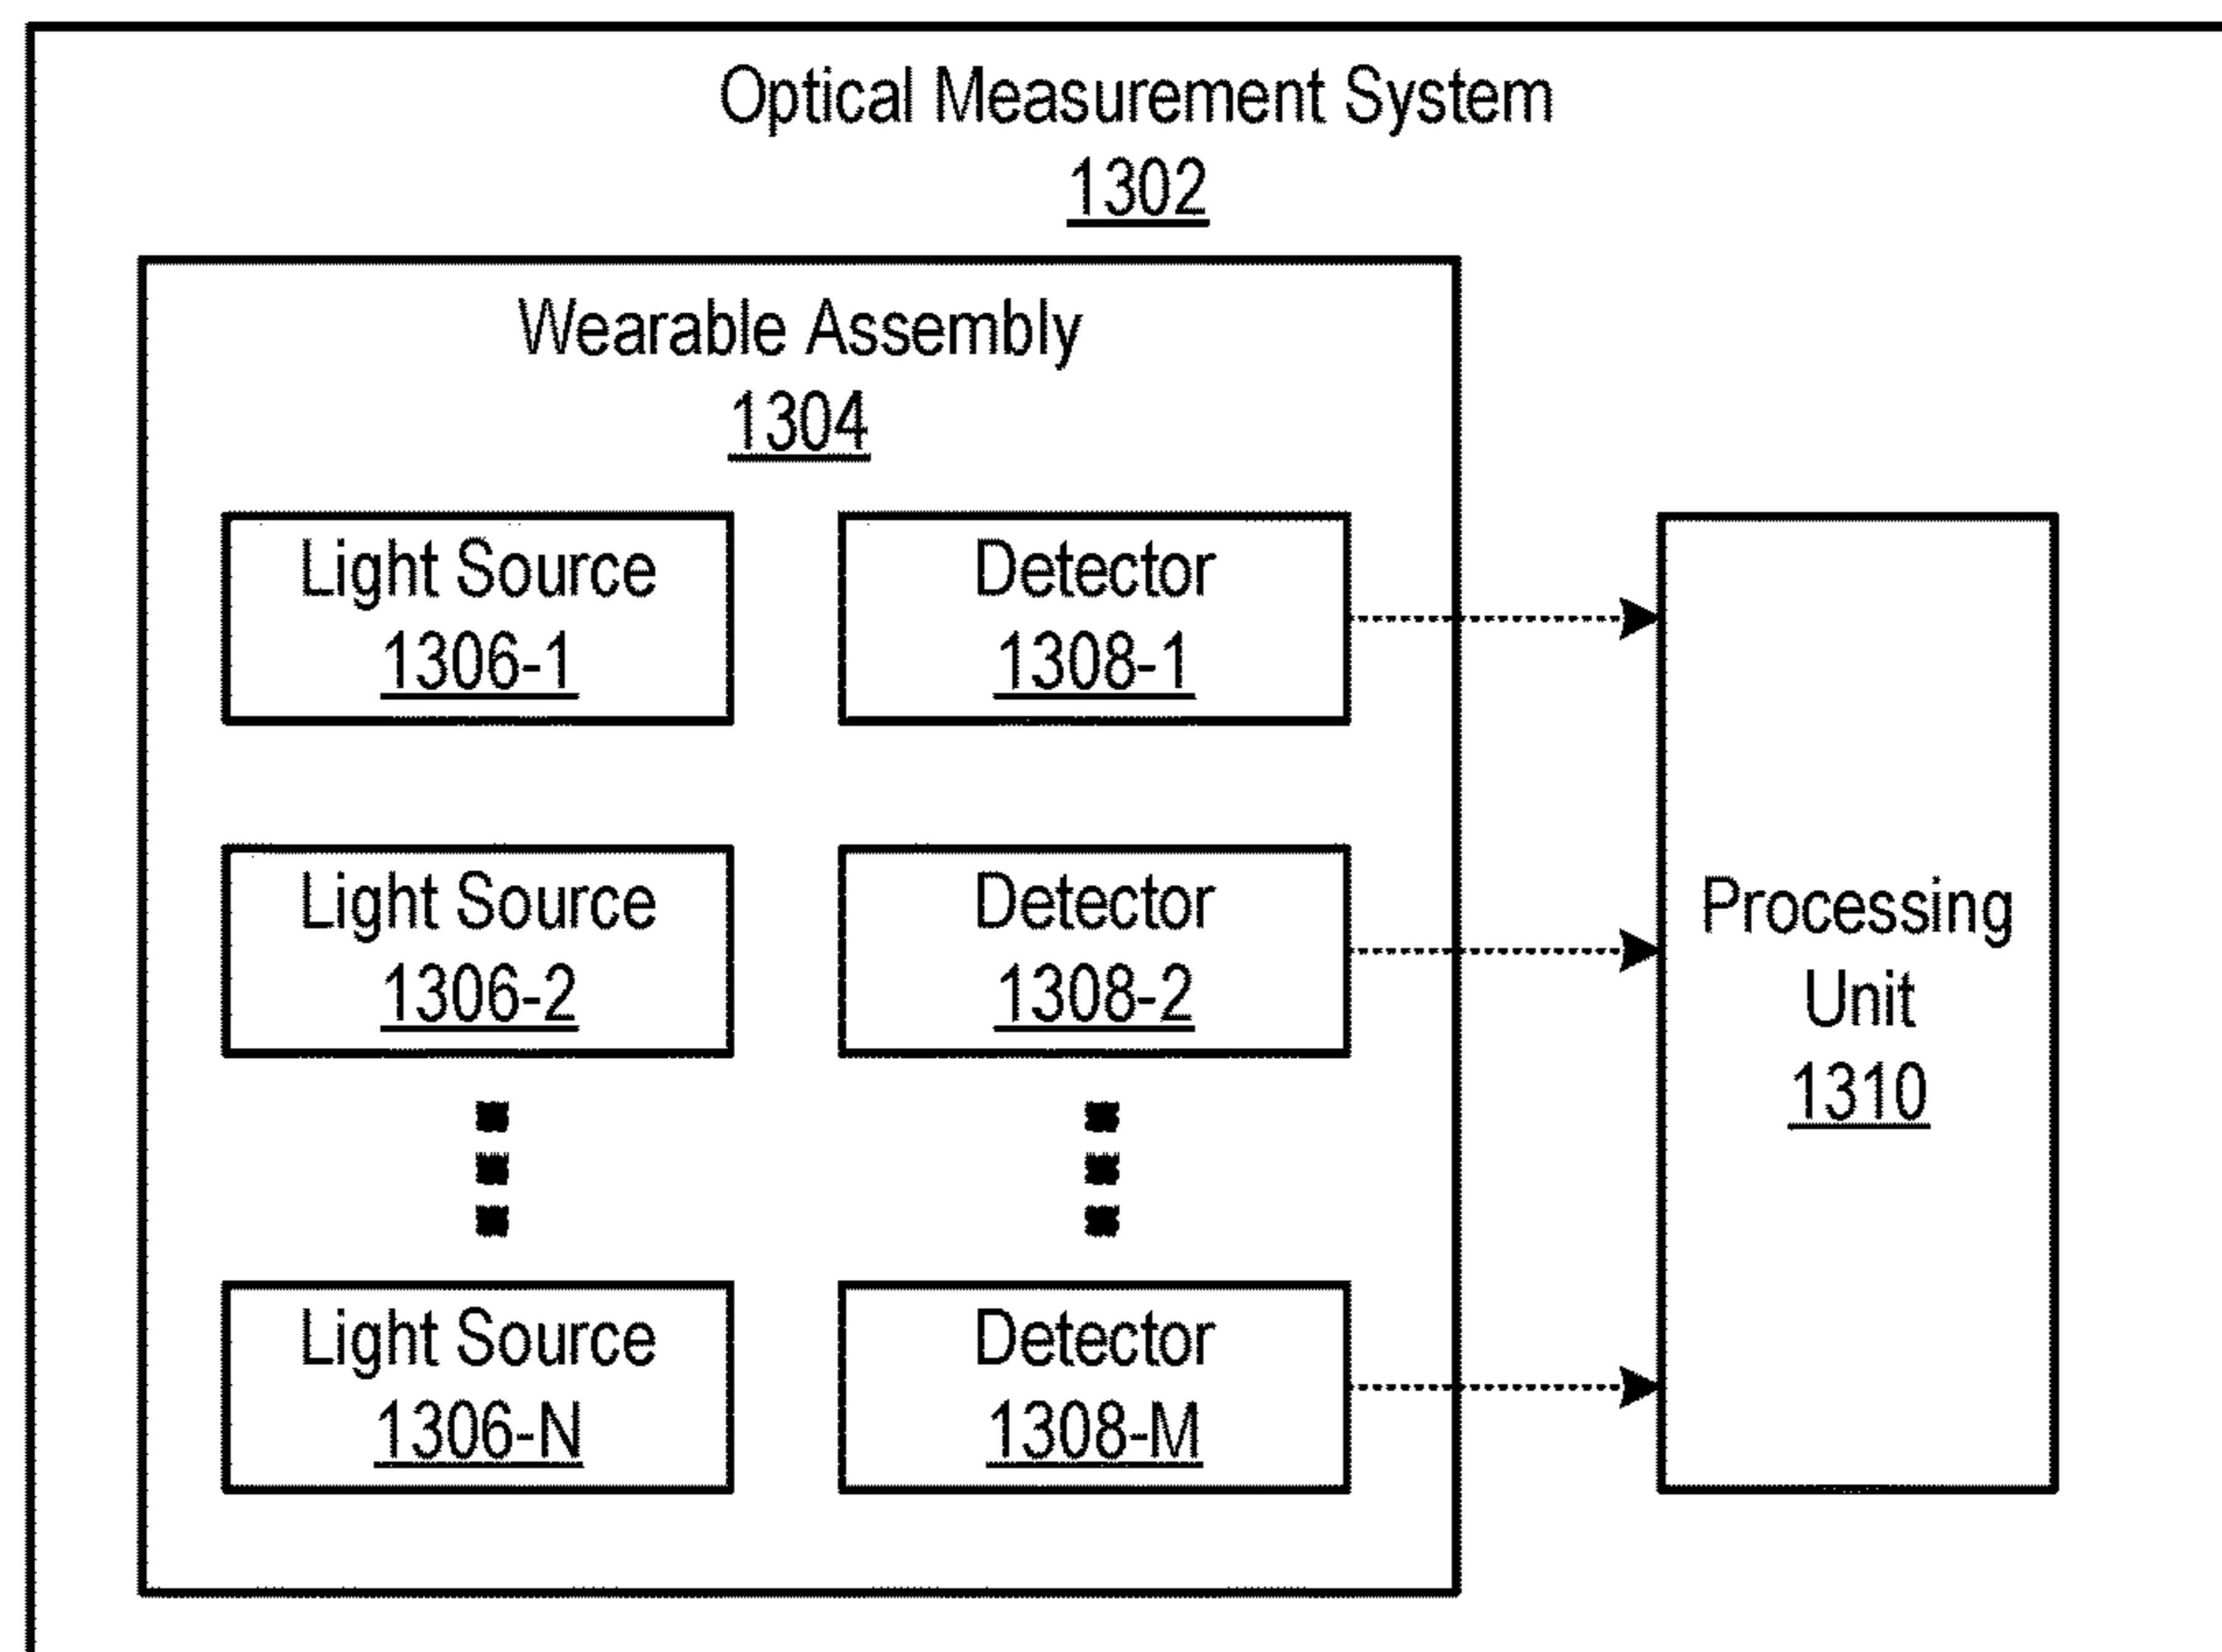 Optical Measurement System
1302
Wearable Assembly
1304
Light Source
1306-1
Detector
1308-1
Light Source
1306-2
Detector
1308-2
Processing
Unit
1310
Light Source
1306-N
Detector
1308-M